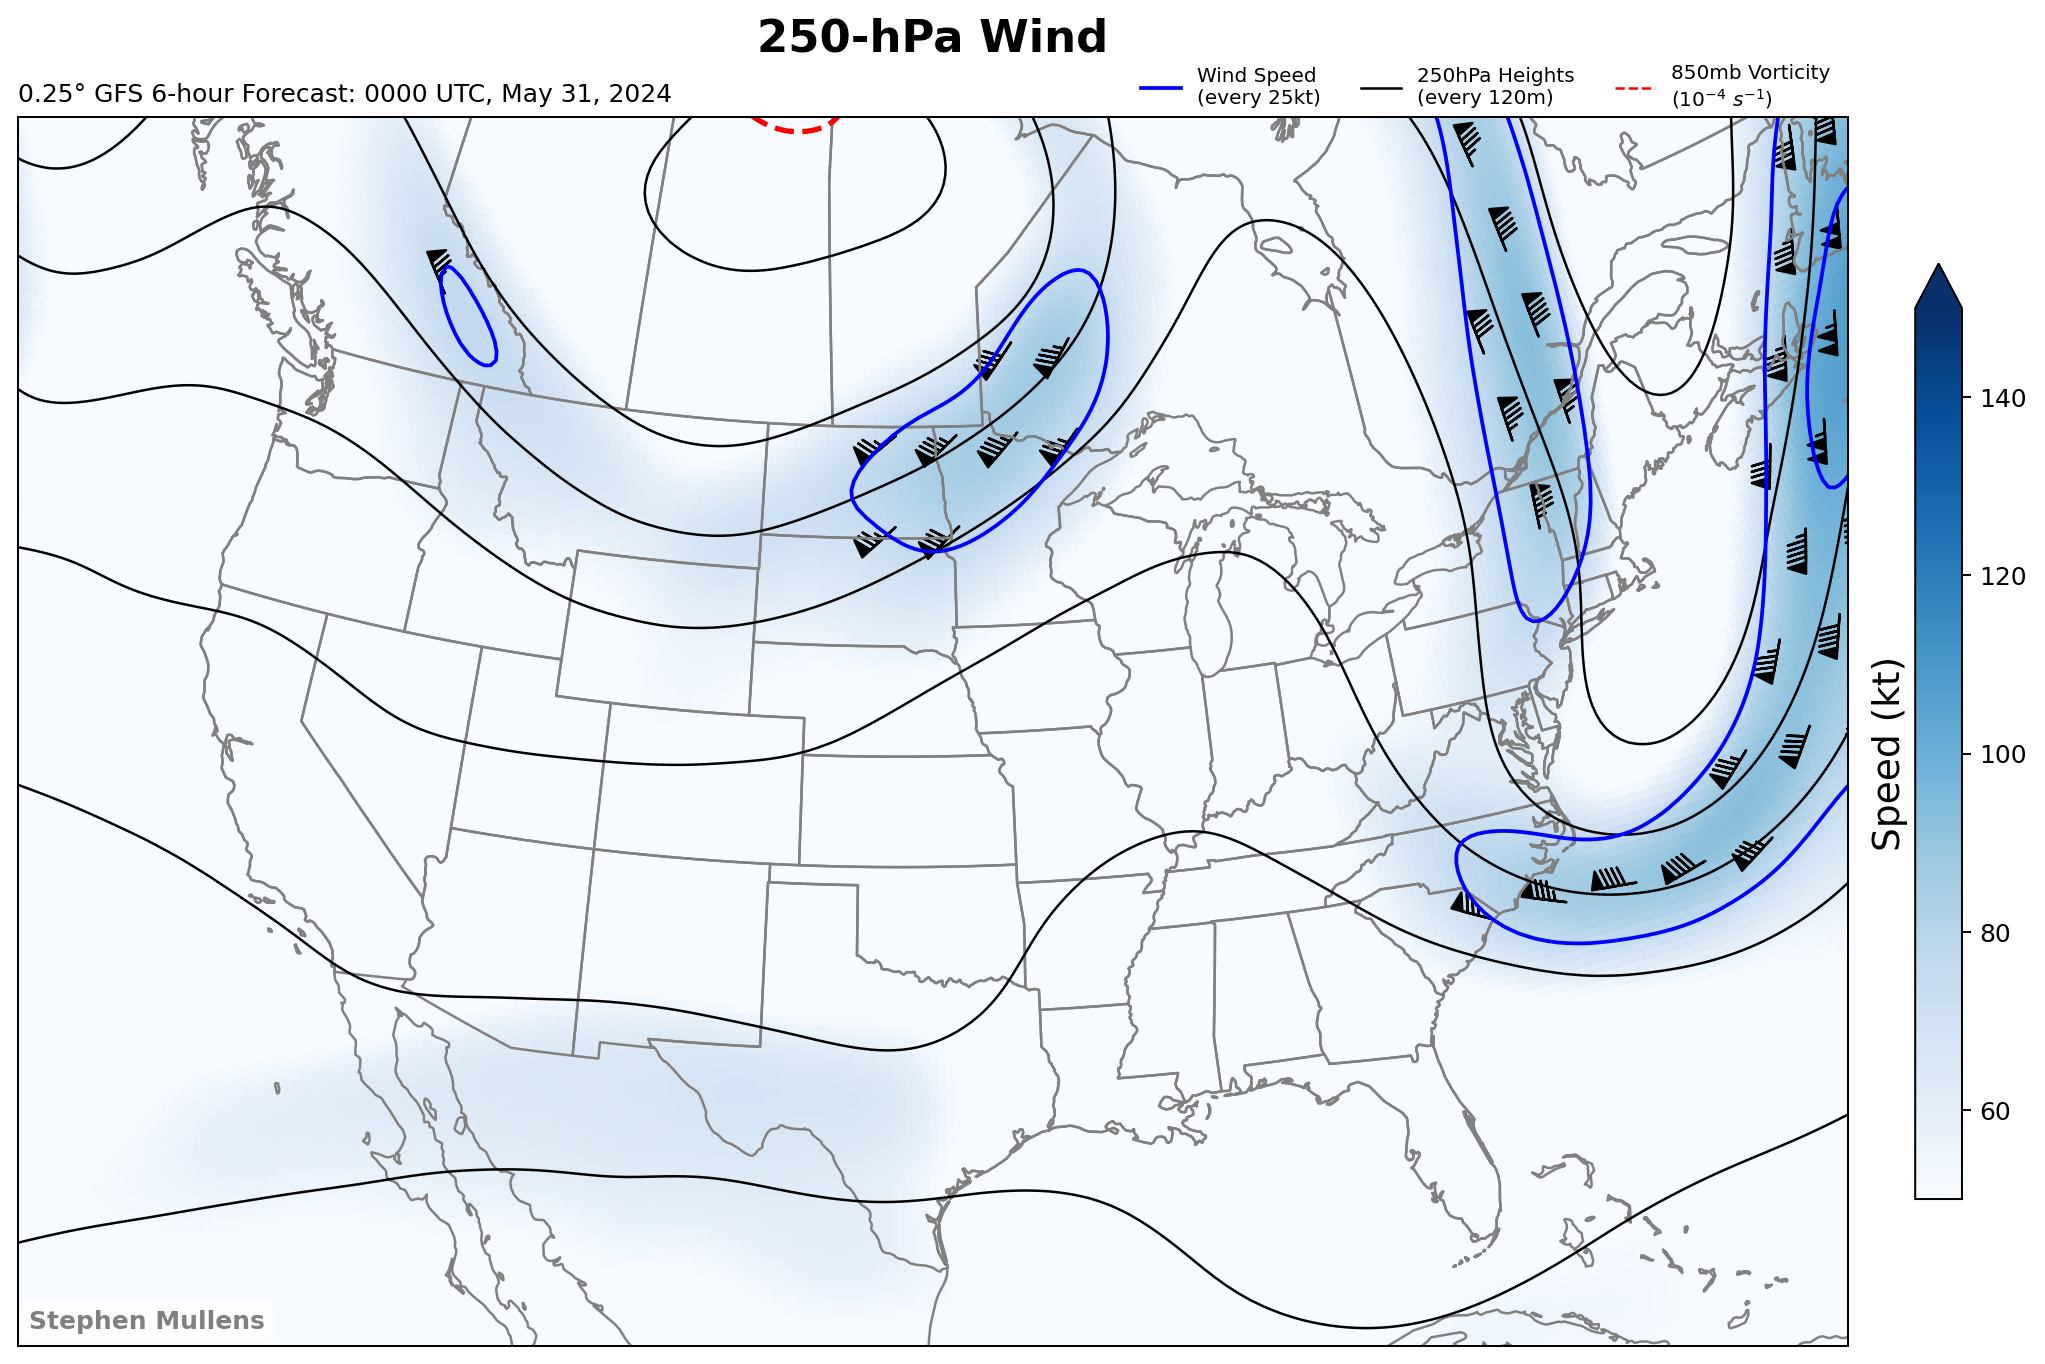 250-hPa Wind
0.25° GFS 6-hour Forecast: 0000 UTC, May 31, 2024
Wind Speed
(every 25kt)
250hPa Heights
(every 120m)
850mb Vorticity
(10⁻⁴ s⁻¹)
140
120
100
80
60
Speed (kt)
Stephen Mullens